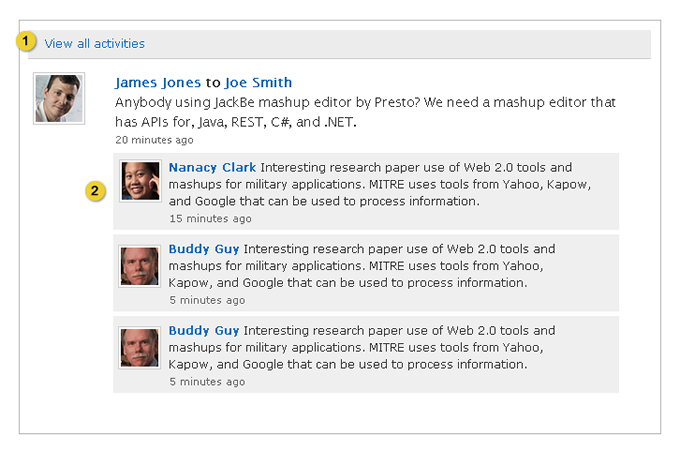 1 View all activities
James Jones to Joe Smith
Anybody using JackBe mashup editor by Presto? We need a mashup editor that
has APIs for, Java, REST, C#, and .NET.
20 minutes ago
2
Nanacy Clark Interesting research paper use of Web 2.0 tools and
mashups for military applications. MITRE uses tools from Yahoo, Kapow,
and Google that can be used to process information.
15 minutes ago
Buddy Guy Interesting research paper use of Web 2.0 tools and
mashups for military applications. MITRE uses tools from Yahoo,
Kapow, and Google that can be used to process information.
5 minutes ago
Buddy Guy Interesting research paper use of Web 2.0 tools and
mashups for military applications. MITRE uses tools from Yahoo,
Kapow, and Google that can be used to process information.
5 minutes ago